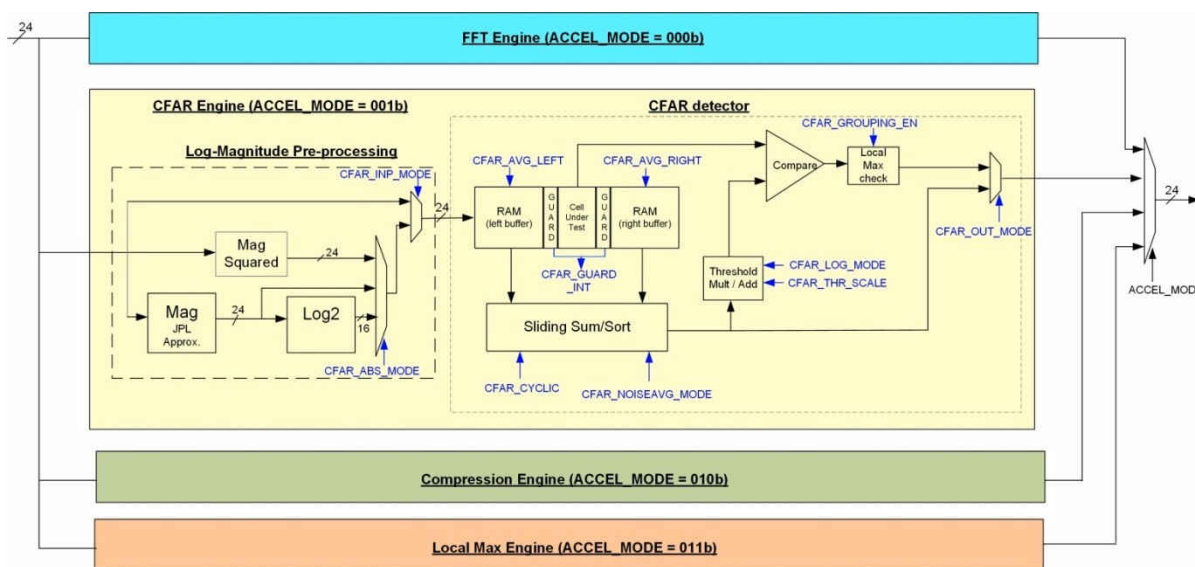 24
FFT Engine (ACCEL_MODE = 000b)
CFAR Engine (ACCEL_MODE = 001b)
CFAR detector
Log-Magnitude Pre-processing
CFAR_INP_MODE
24
Mag
Squared
24
Mag
JPL
Approx.
24
Log2
16
CFAR_ABS_MODE
CFAR_AVG_LEFT
CFAR_AVG_RIGHT
RAM
(left buffer)
GUARD
Cell
Under
Test
GUARD
RAM
(right buffer)
CFAR_GUARD
_INT
Sliding Sum/Sort
CFAR_CYCLIC
CFAR_NOISEAVG_MODE
Threshold
Mult / Add
CFAR_LOG_MODE
CFAR_THR_SCALE
Compare
CFAR_GROUPING_EN
Local
Max
check
CFAR_OUT_MODE
24
ACCEL_MOD
Compression Engine (ACCEL_MODE = 010b)
Local Max Engine (ACCEL_MODE = 011b)